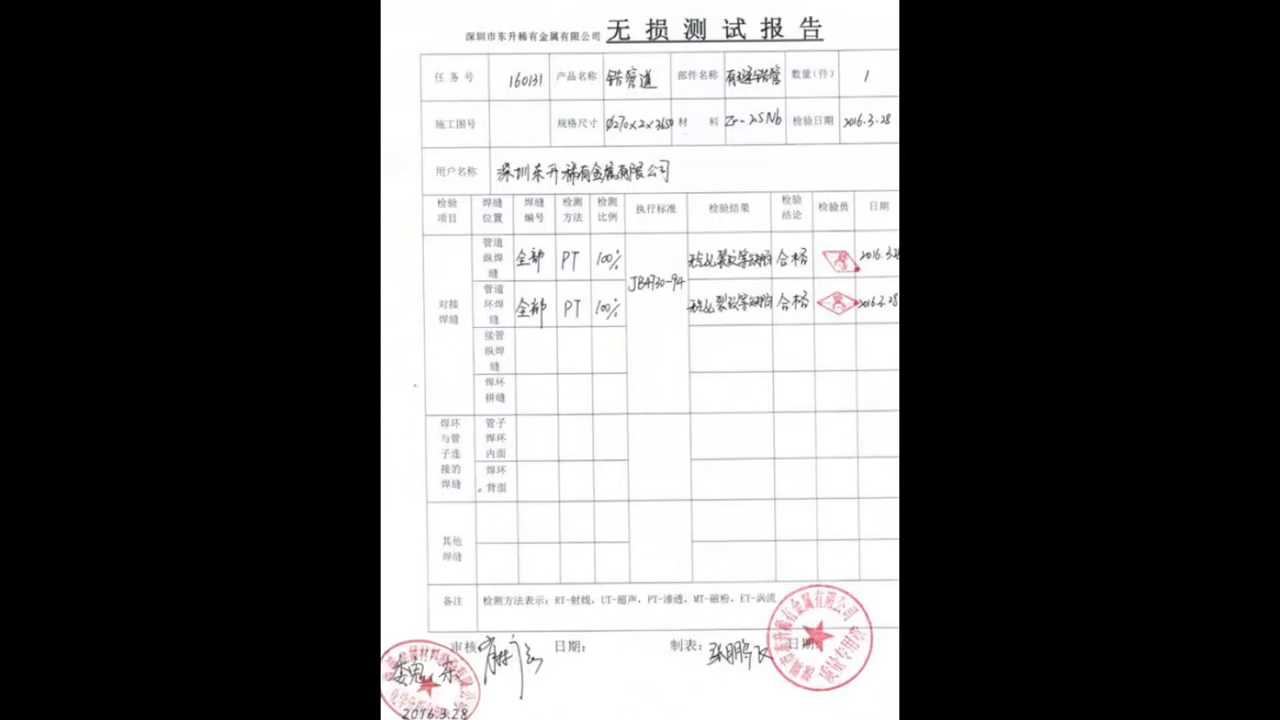 深圳市东升稀有金属有限公司 无损测试报告
任务号 160131 产品名称 锆管道 部件名称 有缝锆管 数量(件) 1
施工图号 规格尺寸 Φ270×2×3650 材料 Zr-2.5Nb 检验日期 2016.3.28
用户名称 深圳东升稀有金属有限公司
检验项目 焊缝位置 焊缝编号 检测方法 检测比例 执行标准 检验结果 检验结论 检验员 日期
对接焊缝 管道纵焊缝 全部 PT 100% JB4730-94 合格 2016.3.28
管道环焊缝 全部 PT 100% 合格 2016.3.28
接管纵焊缝
焊环拼缝
焊环与管子连接的焊缝 管子焊环内面
焊环背面
其他焊缝
备注 检测方法表示：RT-射线，UT-超声，PT-渗透，MT-磁粉，ET-涡流
审核 日期： 制表： 张鹏飞 日期：
魏东
2016.3.28